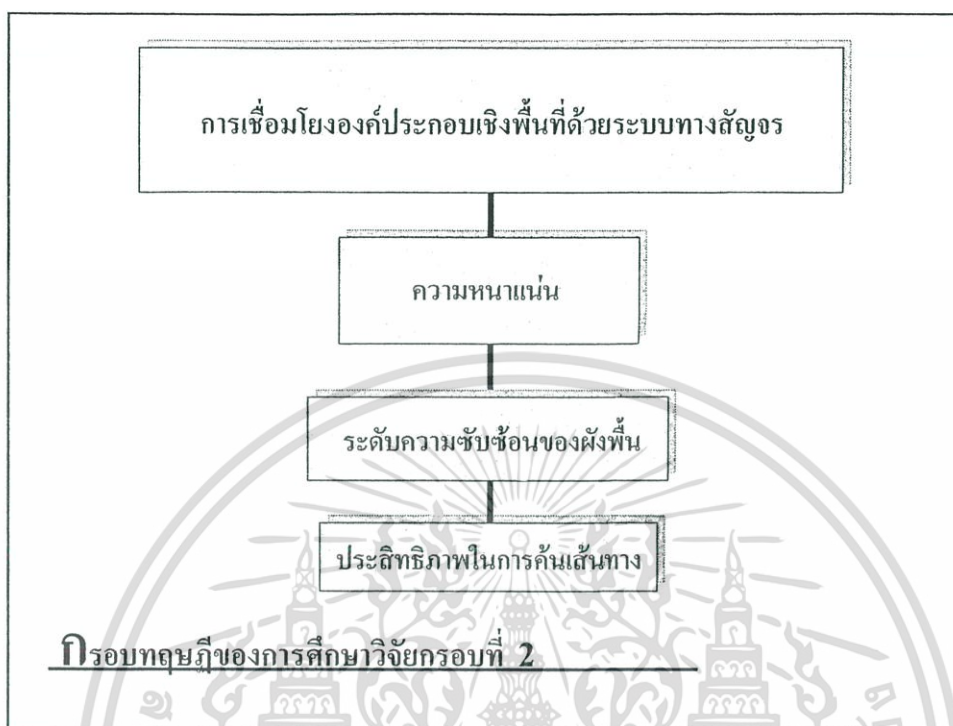 การเชื่อมโยงองค์ประกอบเชิงพื้นที่ด้วยระบบทางสัญจร
ความหนาแน่น
ระดับความซับซ้อนของผังพื้น
ประสิทธิภาพในการค้นเส้นทาง
กรอบทฤษฎีของการศึกษาวิจัยกรอบที่ 2